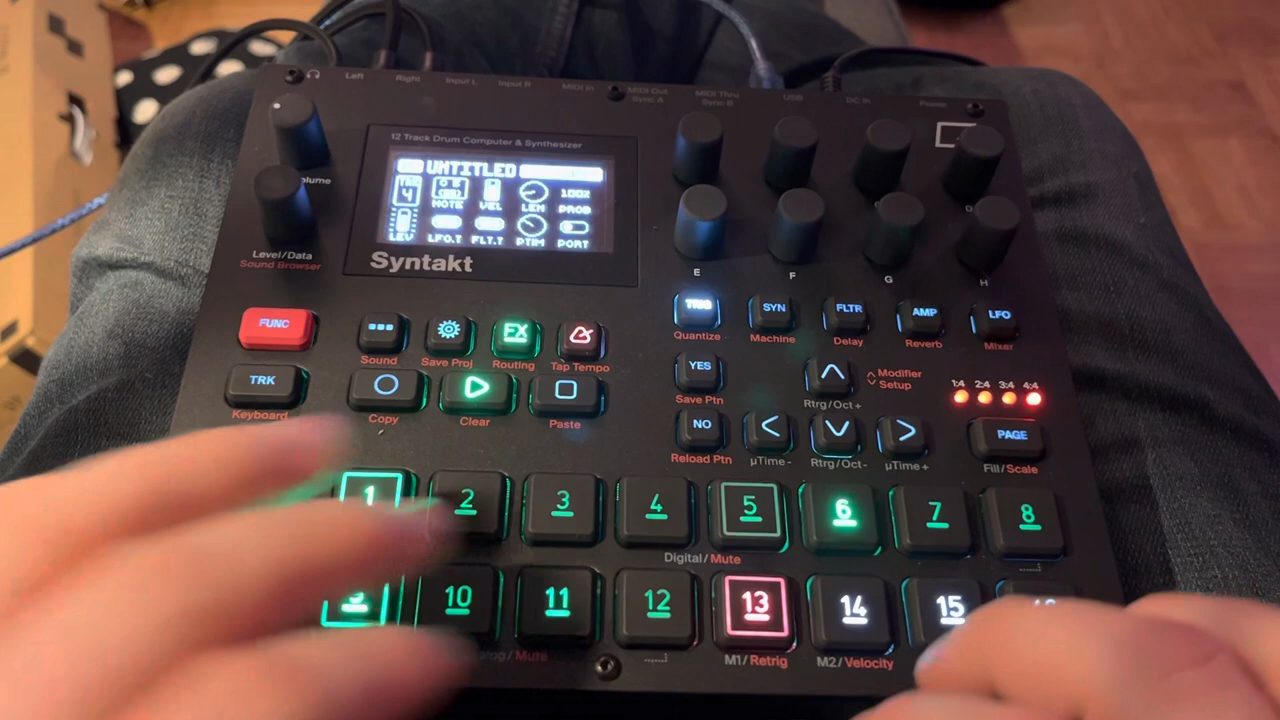 Left Right Input L Input R MIDI In MIDI Out MIDI Thru USB DC In Power
Sync A Sync B
12 Track Drum Computer & Synthesizer
UNTITLED
4 NOTE VEL LEN 100% PROB
LEV LFO.T FLT.T PTIM PORT
Syntakt
Level/Data
Sound Browser
E F G H
FUNC FX TRIG SYN FLTR AMP LFO
Sound Save Proj Routing Tap Tempo Quantize Machine Delay Reverb Mixer
TRK YES
Modifier
Setup
Keyboard Copy Clear Paste Save Ptn Rtrg/Oct+
1:4 2:4 3:4 4:4
NO < > PAGE
Reload Ptn µTime- Rtrg/Oct- µTime+ Fill/Scale
1 2 3 4 5 6 7 8
Digital/Mute
9 10 11 12 13 14 15
Mute M1/Retrig M2/Velocity